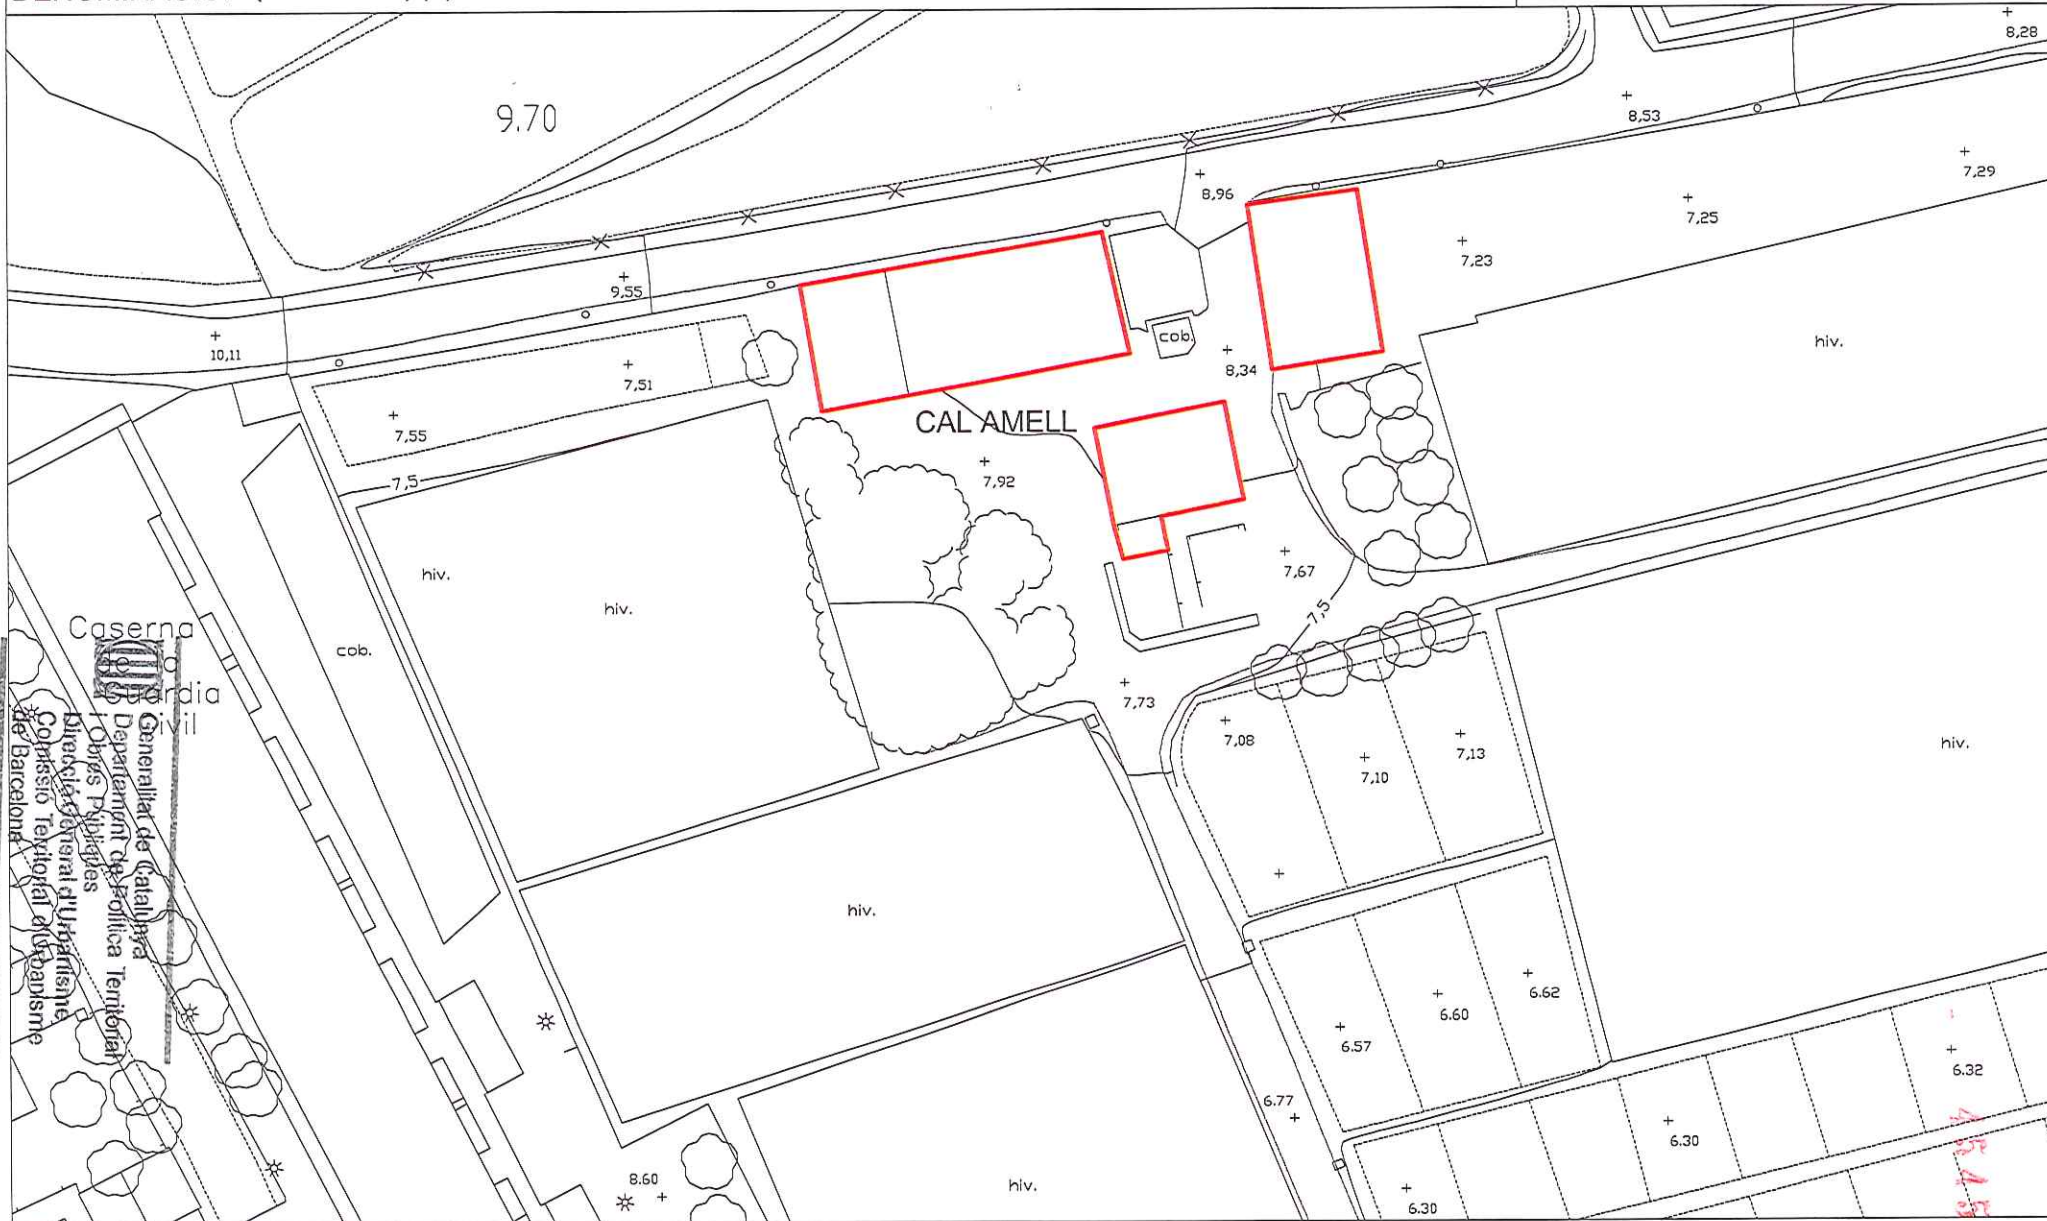 8,28
9.70
8,53
7,29
8,96
7,25
7,23
9,55
10,11
cob.
hiv.
8,34
7,51
7,55
CAL AMELL
7,92
7,5
hiv.
hiv.
7,67
7,5
cob.
Caserna
de la
Guàrdia
Civil
Generalitat de Catalunya
Departament de Política Territorial
i Obres Públiques
Direcció General d'Urbanisme
Comissió Territorial d'Urbanisme
de Barcelona
7,73
7,08
7,13
7,10
hiv.
hiv.
6.62
6.60
6.57
6.32
6.77
6.30
8.60
hiv.
6.30